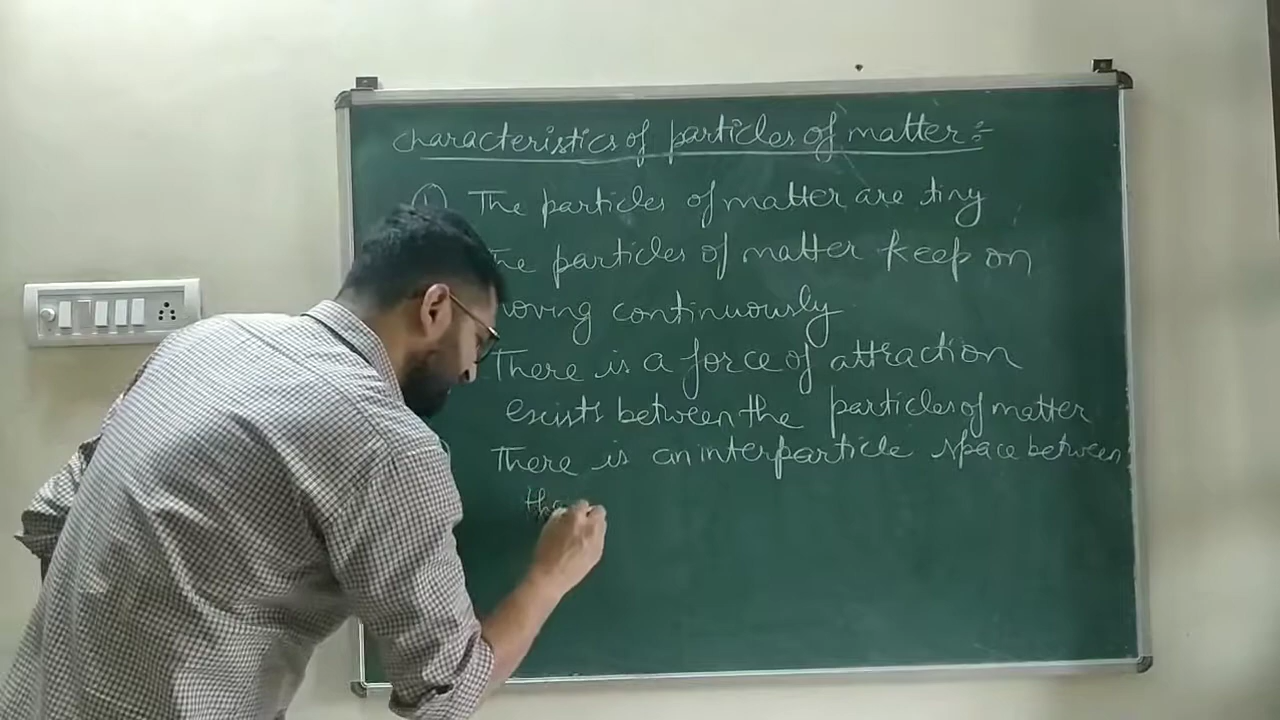 characteristics of particles of matter :-
① The particles of matter are tiny
The particles of matter keep on
moving continuously
There is a force of attraction
exists between the particles of matter
There is an interparticle space between
the